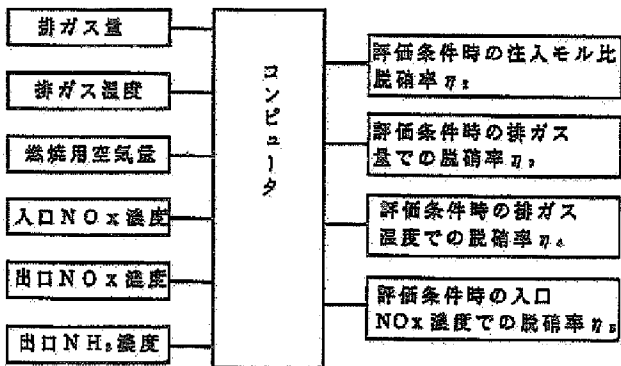 排ガス量
排ガス温度
燃焼用空気量
入口NOx濃度
出口NOx濃度
出口NH₃濃度
コンピュータ
評価条件時の注入モル比
脱硝率η₂
評価条件時の排ガス
量での脱硝率η₃
評価条件時の排ガス
温度での脱硝率η₄
評価条件時の入口
NOx濃度での脱硝率η₅